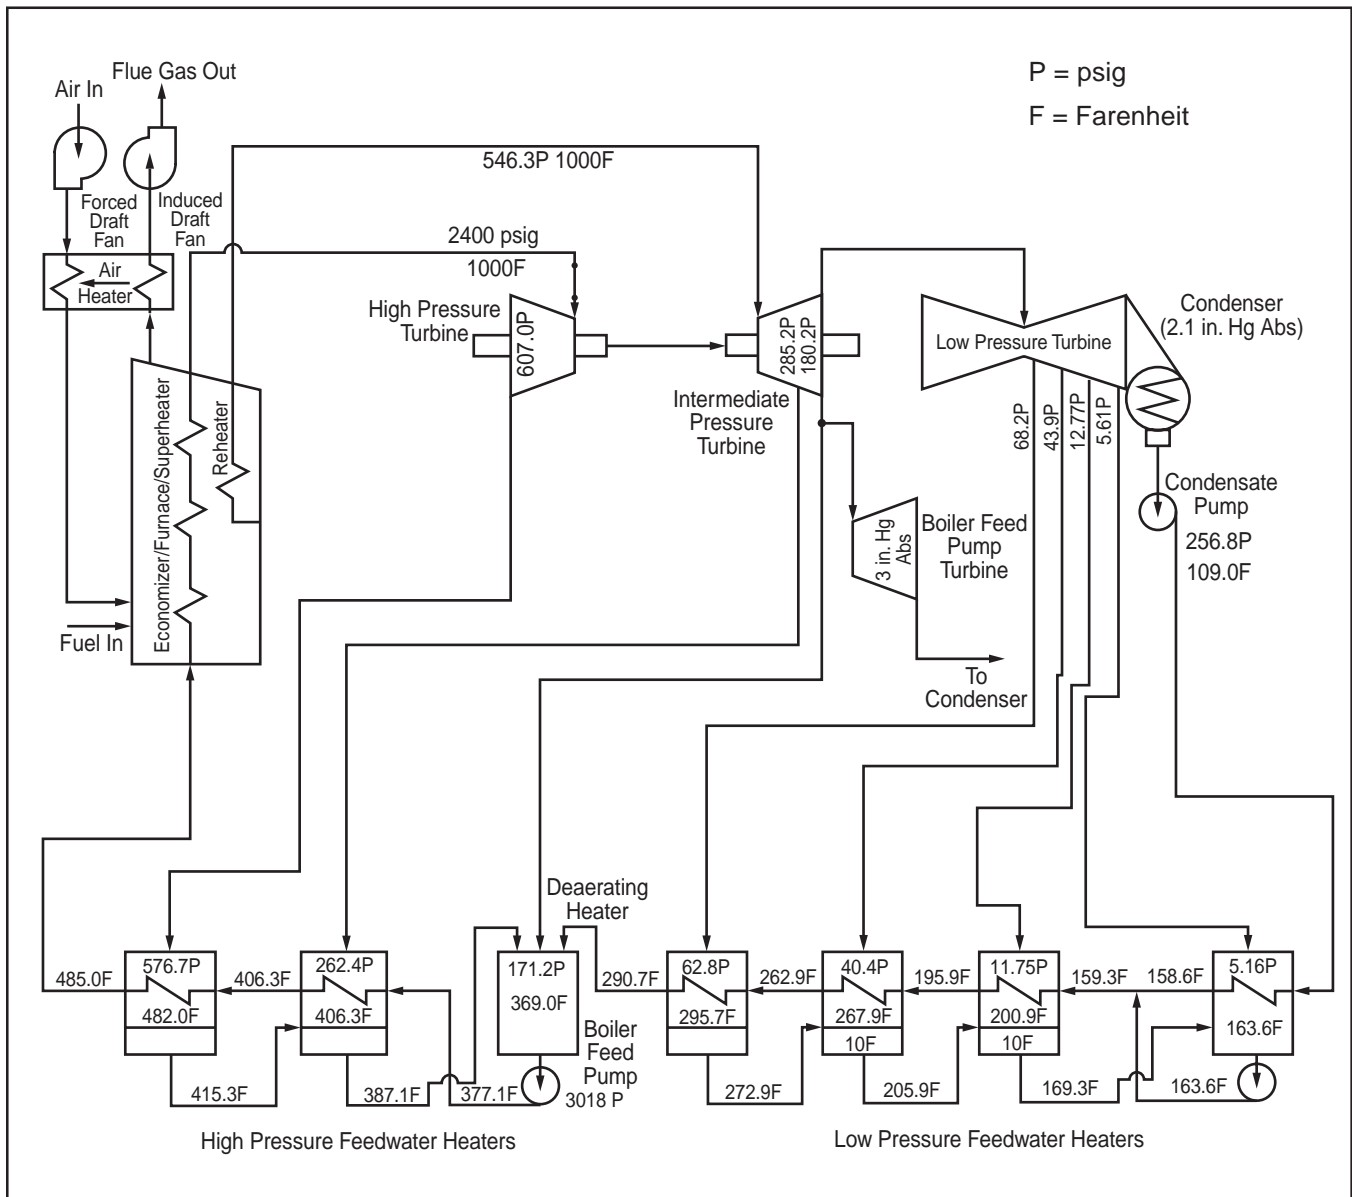 P = psig
F = Farenheit
Flue Gas Out
Air In
Forced
Draft
Fan
Induced
Draft
Fan
Air
Heater
546.3P 1000F
2400 psig
1000F
High Pressure
Turbine
607.0P
285.2P
180.2P
Intermediate
Pressure
Turbine
Low Pressure Turbine
Condenser
(2.1 in. Hg Abs)
68.2P
43.9P
12.77P
5.61P
Condensate
Pump
256.8P
109.0F
Economizer/Furnace/Superheater
Reheater
Fuel In
3 in. Hg
Abs
Boiler Feed
Pump
Turbine
To
Condenser
Deaerating
Heater
485.0F
576.7P
482.0F
406.3F
262.4P
406.3F
171.2P
369.0F
290.7F
62.8P
295.7F
262.9F
40.4P
267.9F
10F
195.9F
11.75P
200.9F
10F
159.3F
158.6F
5.16P
163.6F
Boiler
Feed
Pump
3018 P
415.3F
387.1F
377.1F
272.9F
205.9F
169.3F
163.6F
High Pressure Feedwater Heaters
Low Pressure Feedwater Heaters